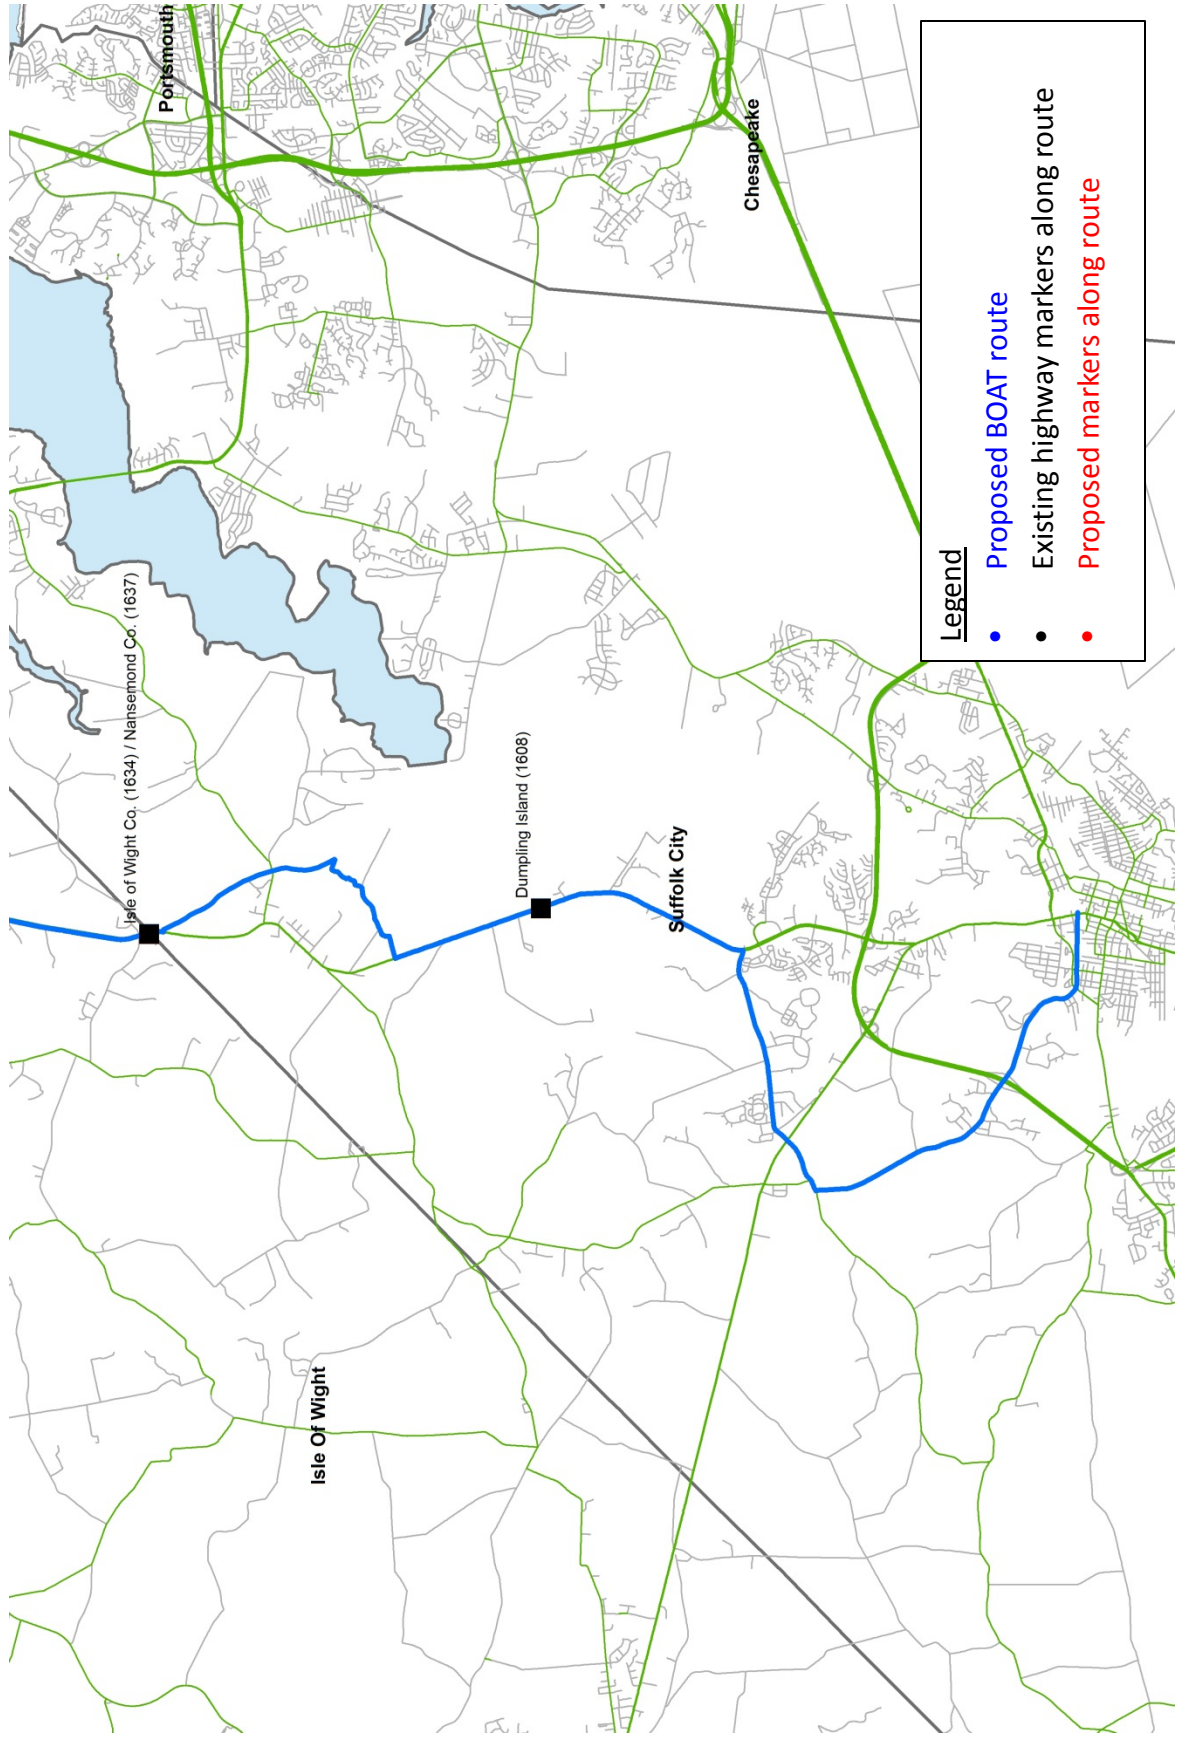 Portsmouth
Chesapeake
Isle of Wight Co. (1634) / Nansemond Co. (1637)
Dumpling Island (1608)
Suffolk City
Isle Of Wight
Legend
• Proposed BOAT route
• Existing highway markers along route
• Proposed markers along route